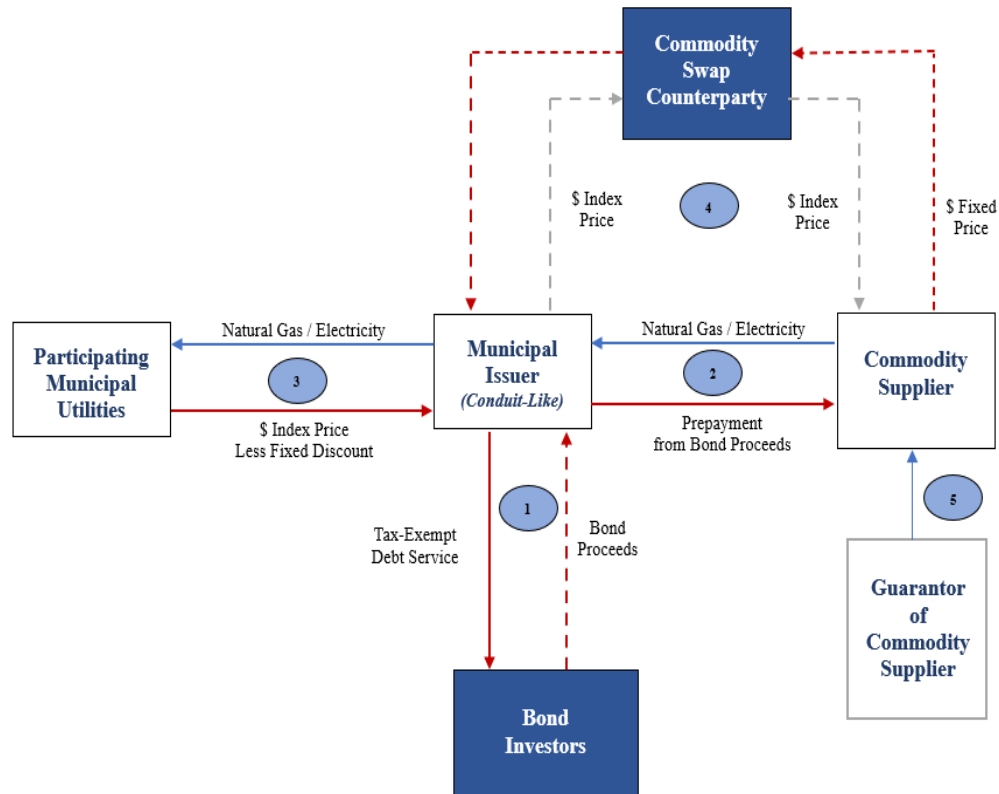 Commodity
Swap
Counterparty
$ Index
Price
4
$ Index
Price
$ Fixed
Price
Participating
Municipal
Utilities
Natural Gas / Electricity
3
$ Index Price
Less Fixed Discount
Municipal
Issuer
(Conduit-Like)
Natural Gas / Electricity
2
Prepayment
from Bond Proceeds
Commodity
Supplier
1
Tax-Exempt
Debt Service
Bond
Proceeds
5
Guarantor
of
Commodity
Supplier
Bond
Investors